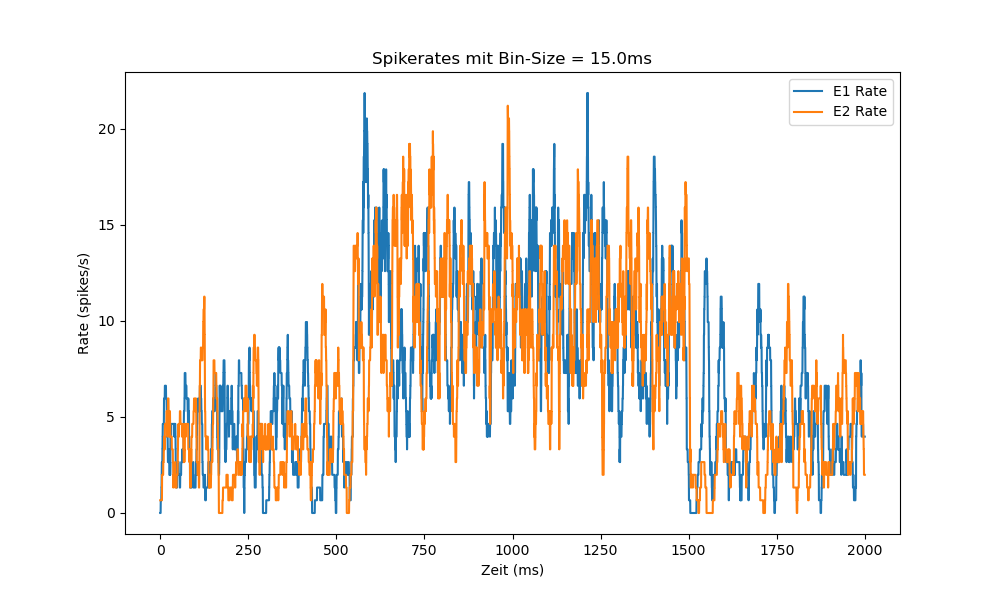 Spikerates mit Bin-Size = 15.0ms
E1 Rate
E2 Rate
Rate (spikes/s)
20
15
10
5
0
0 250 500 750 1000 1250 1500 1750 2000
Zeit (ms)